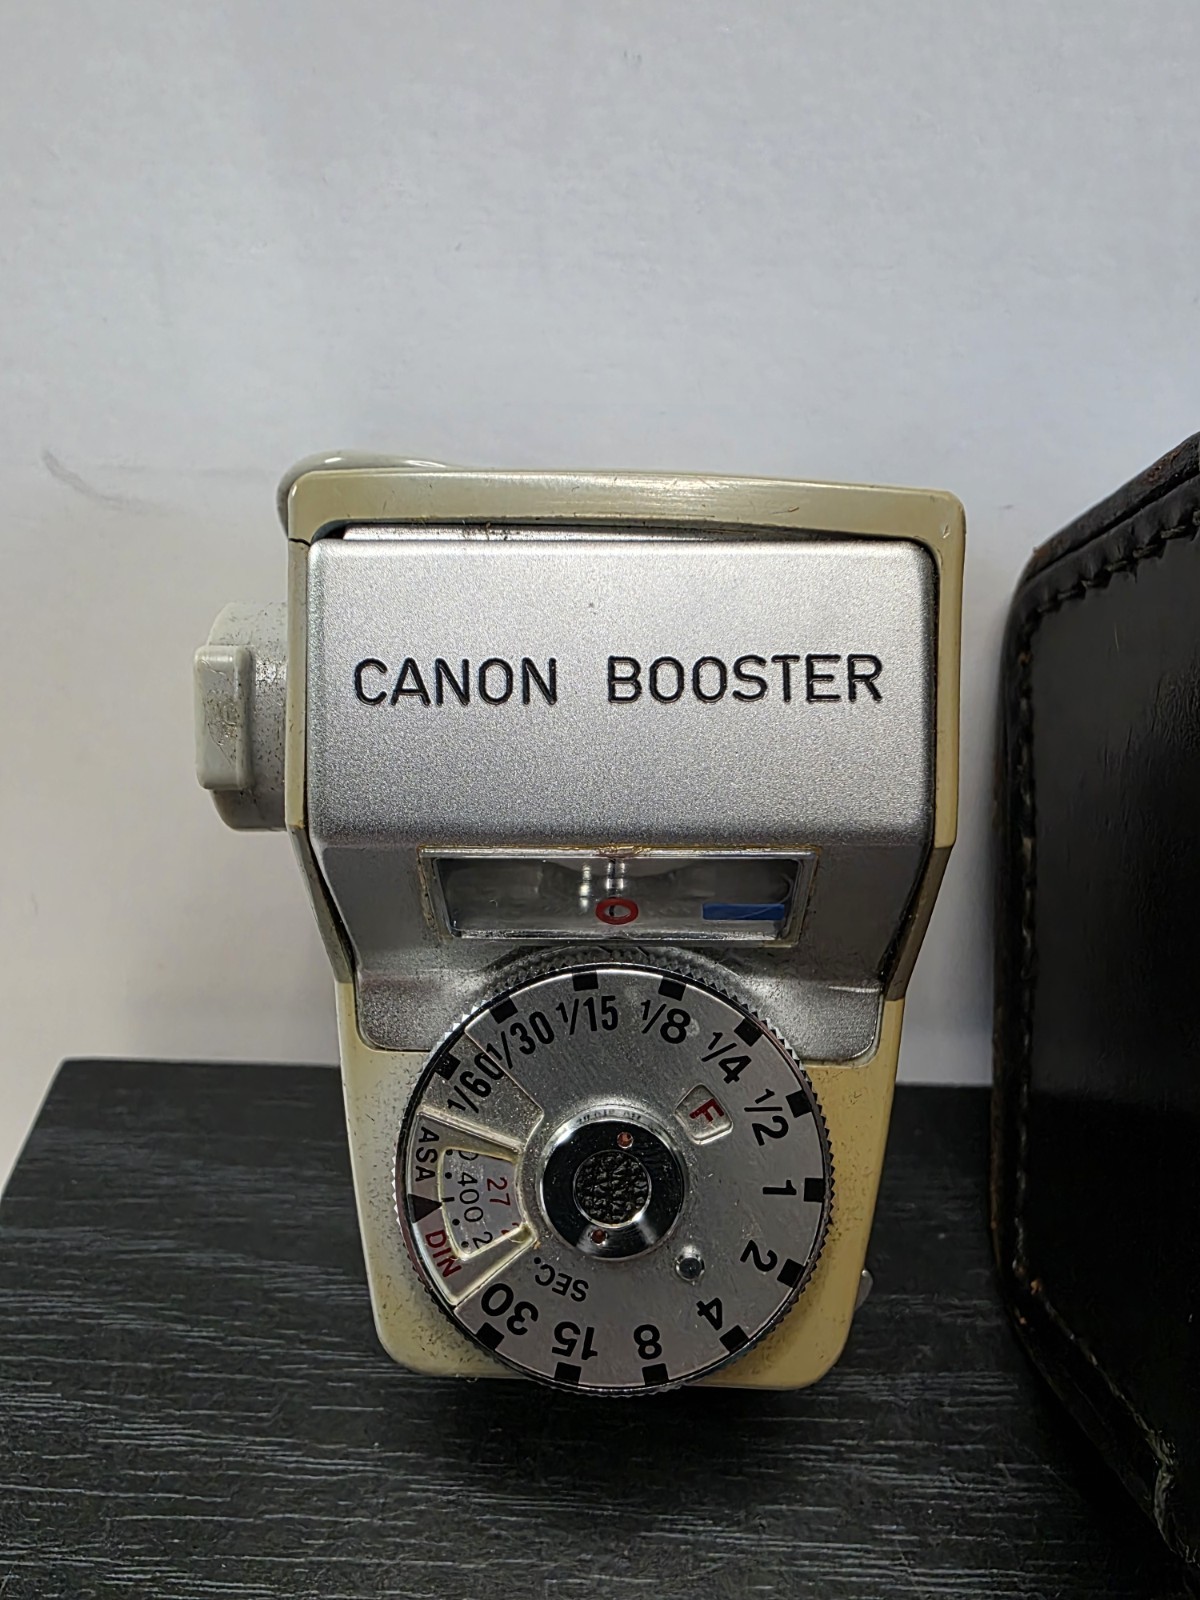 CANON BOOSTER
1/60 1/30 1/15 1/8 1/4 1/2 1 2 4 8 15 30
F
ASA
400
27
DIN
SEC.